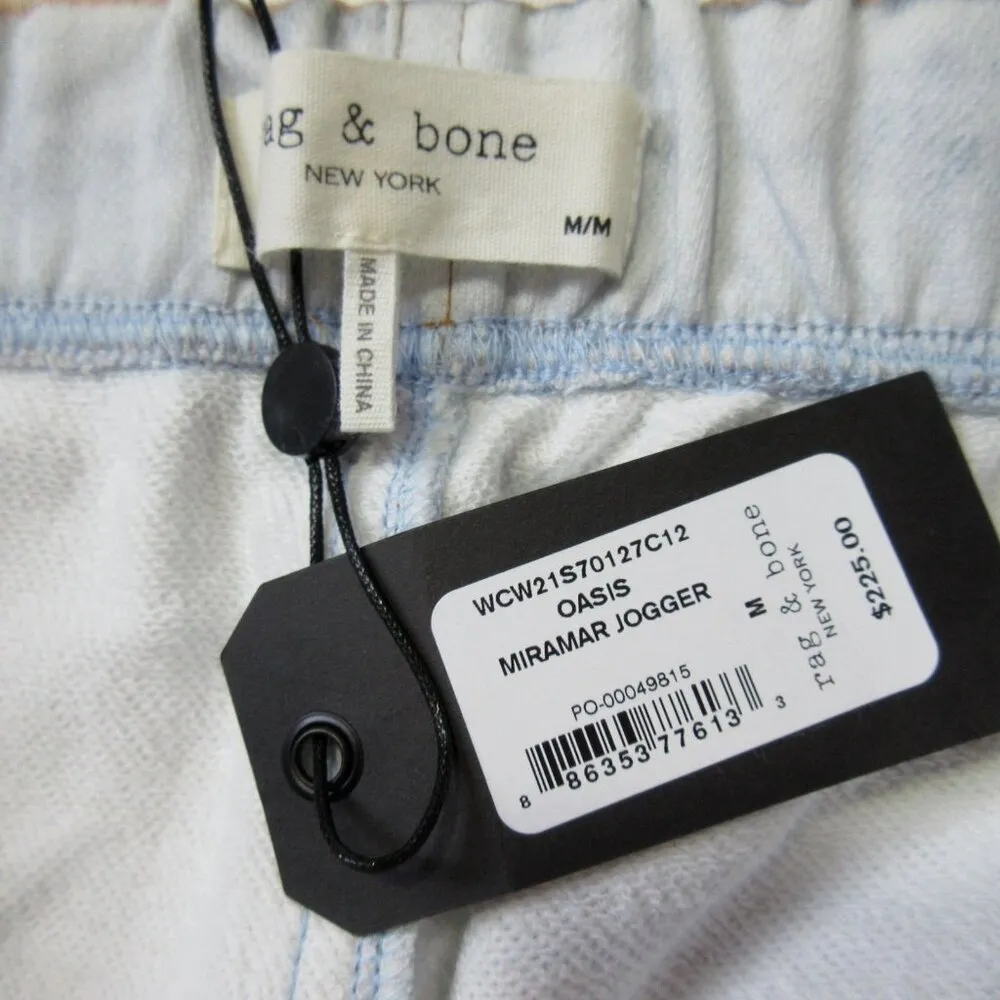 ag & bone
NEW YORK
M/M
MADE IN CHINA
WCW21S70127C12
OASIS
MIRAMAR JOGGER
PO-00049815
8 86353 77613 3
M
rag & bone
NEW YORK
$225.00